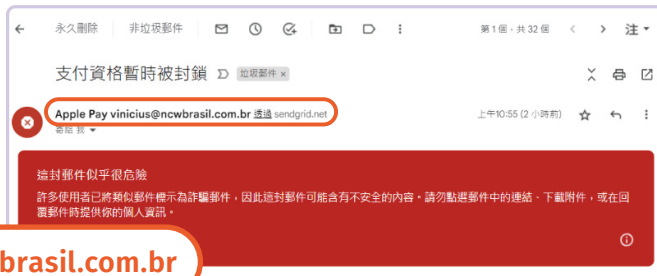 永久刪除 非垃圾郵件 第 1 個，共 32 個 注
支付資格暫時被封鎖 垃圾郵件 ×
Apple Pay vinicius@ncwbrasil.com.br 透過 sendgrid.net 上午10:55 (2 小時前)
寄給 我
這封郵件似乎很危險
許多使用者已將類似郵件標示為詐騙郵件，因此這封郵件可能含有不安全的內容。請勿點選郵件中的連結、下載附件，或在回
覆郵件時提供你的個人資訊。
brasil.com.br